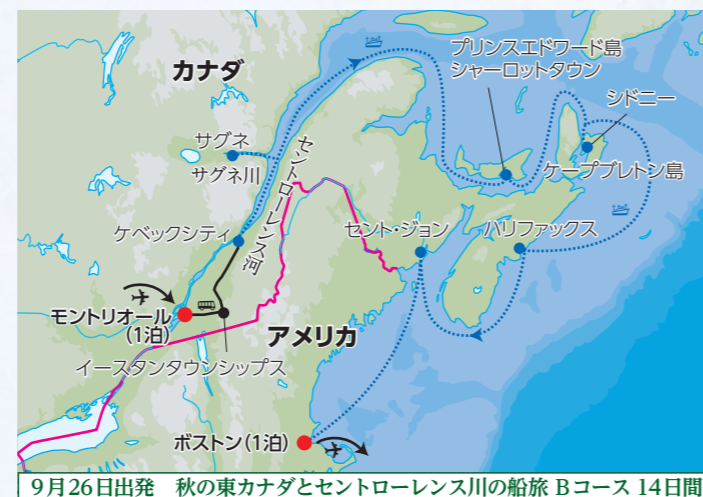 カナダ
プリンスエドワード島
シャーロットタウン
シドニー
サグネ
サグネ川
セントローレンス河
ケープブレトン島
ケベックシティ
セント・ジョン
ハリファックス
モントリオール
(1泊)
アメリカ
イースタンタウンシップス
ボストン(1泊)
9月26日出発 秋の東カナダとセントローレンス川の船旅 Bコース 14日間